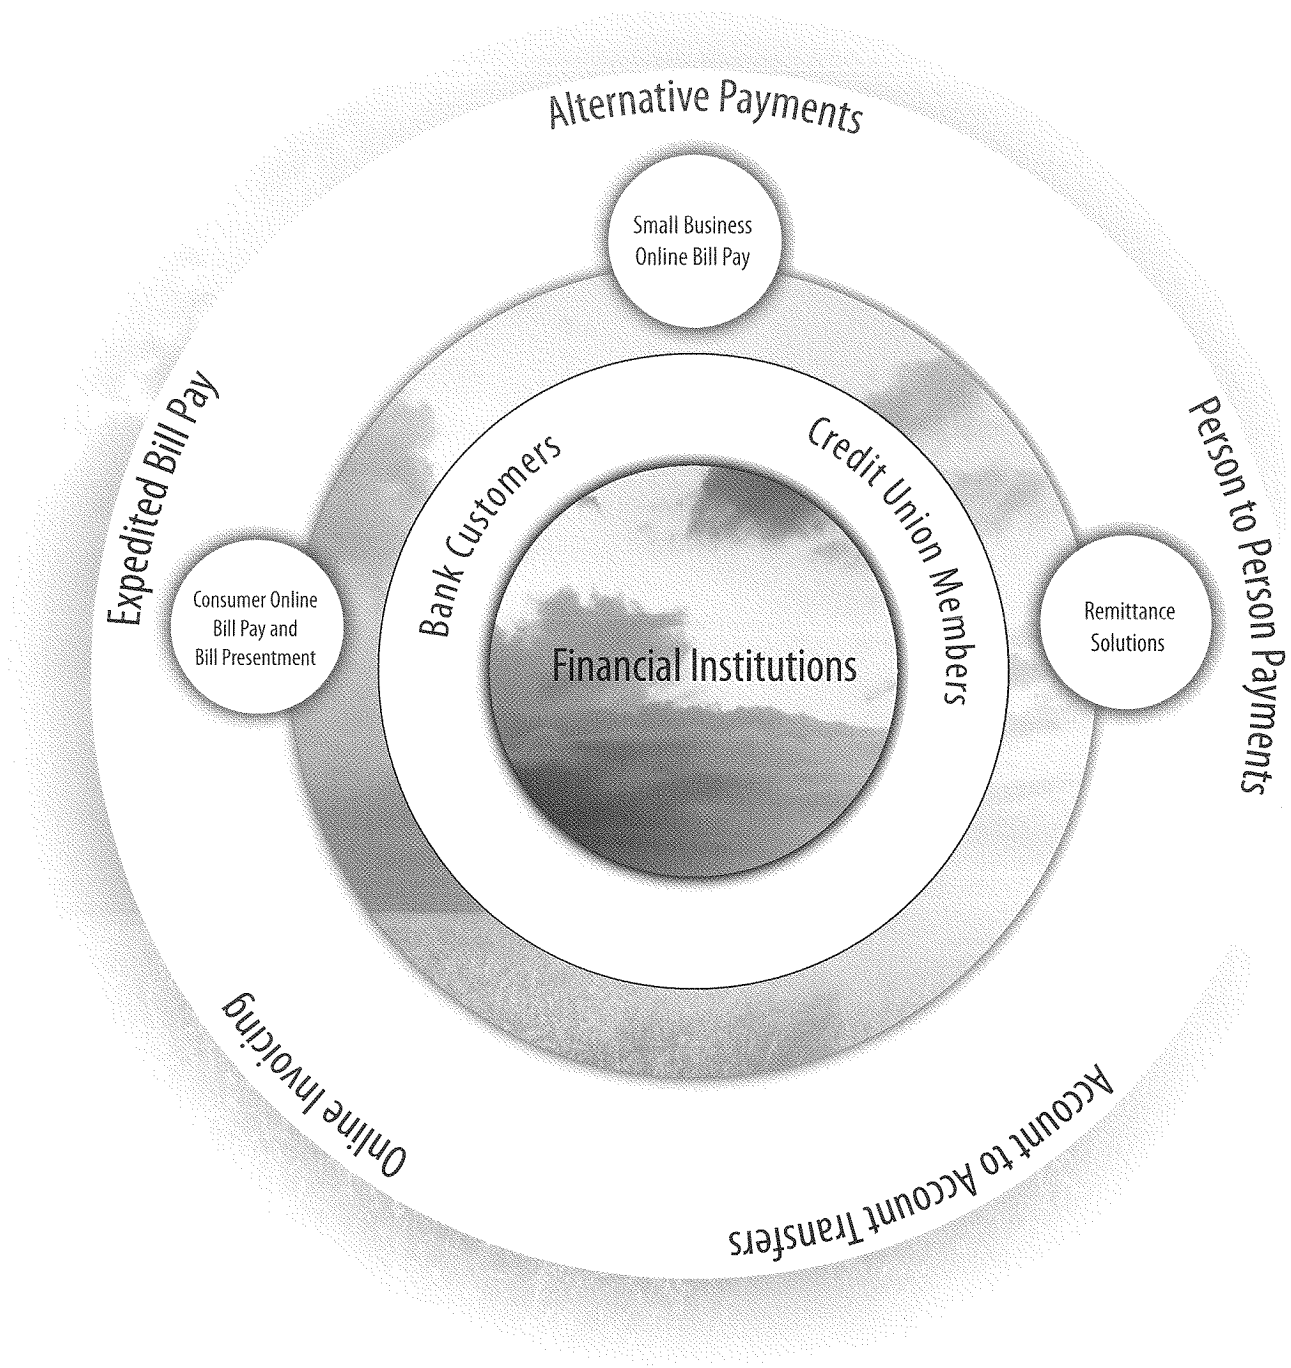 Alternative Payments
Small Business
Online Bill Pay
Expedited Bill Pay
Person to Person Payments
Bank Customers
Credit Union Members
Consumer Online
Bill Pay and
Bill Presentment
Remittance
Solutions
Financial Institutions
Online Invoicing
Account to Account Transfers